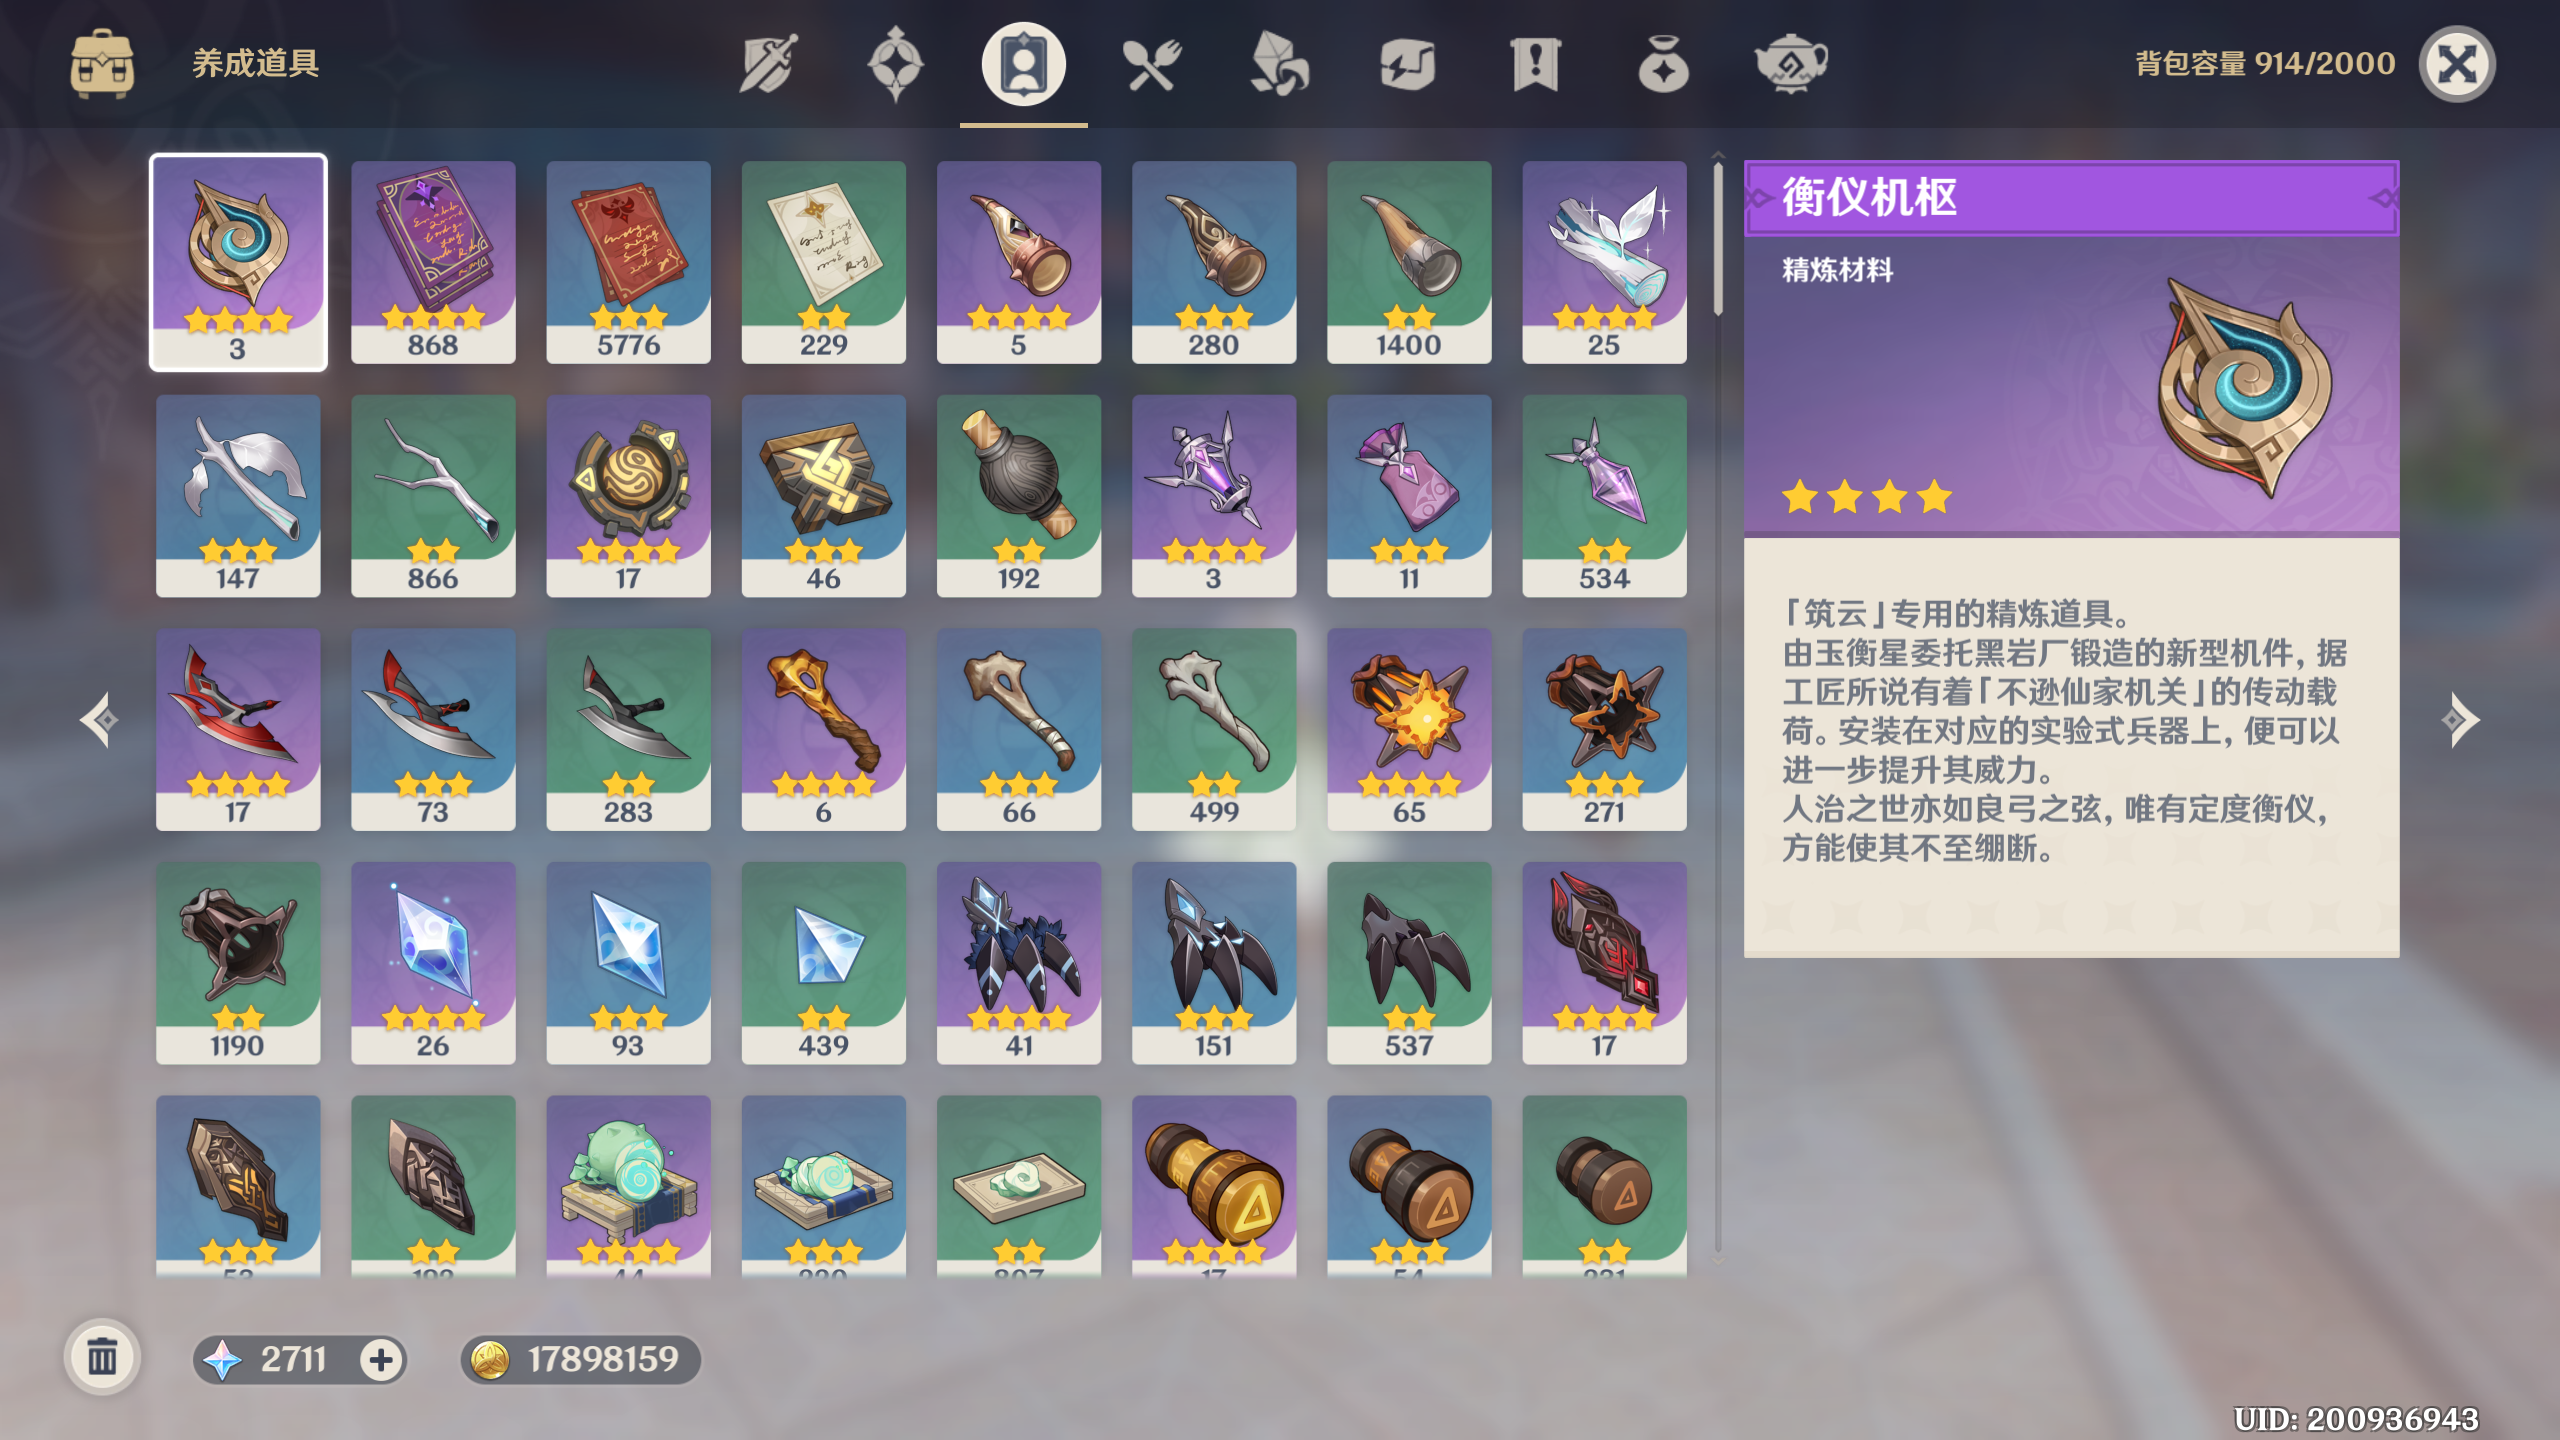 养成道具
背包容量 914/2000
3
868
5776
229
5
280
1400
25
147
866
17
46
192
3
11
534
17
73
283
6
66
499
65
271
1190
26
93
439
41
151
537
17
衡仪机枢
精炼材料
「筑云」专用的精炼道具。
由玉衡星委托黑岩厂锻造的新型机件，据
工匠所说有着「不逊仙家机关」的传动载
荷。安装在对应的实验式兵器上，便可以
进一步提升其威力。
人治之世亦如良弓之弦，唯有定度衡仪，
方能使其不至绷断。
2711
17898159
UID: 200936943